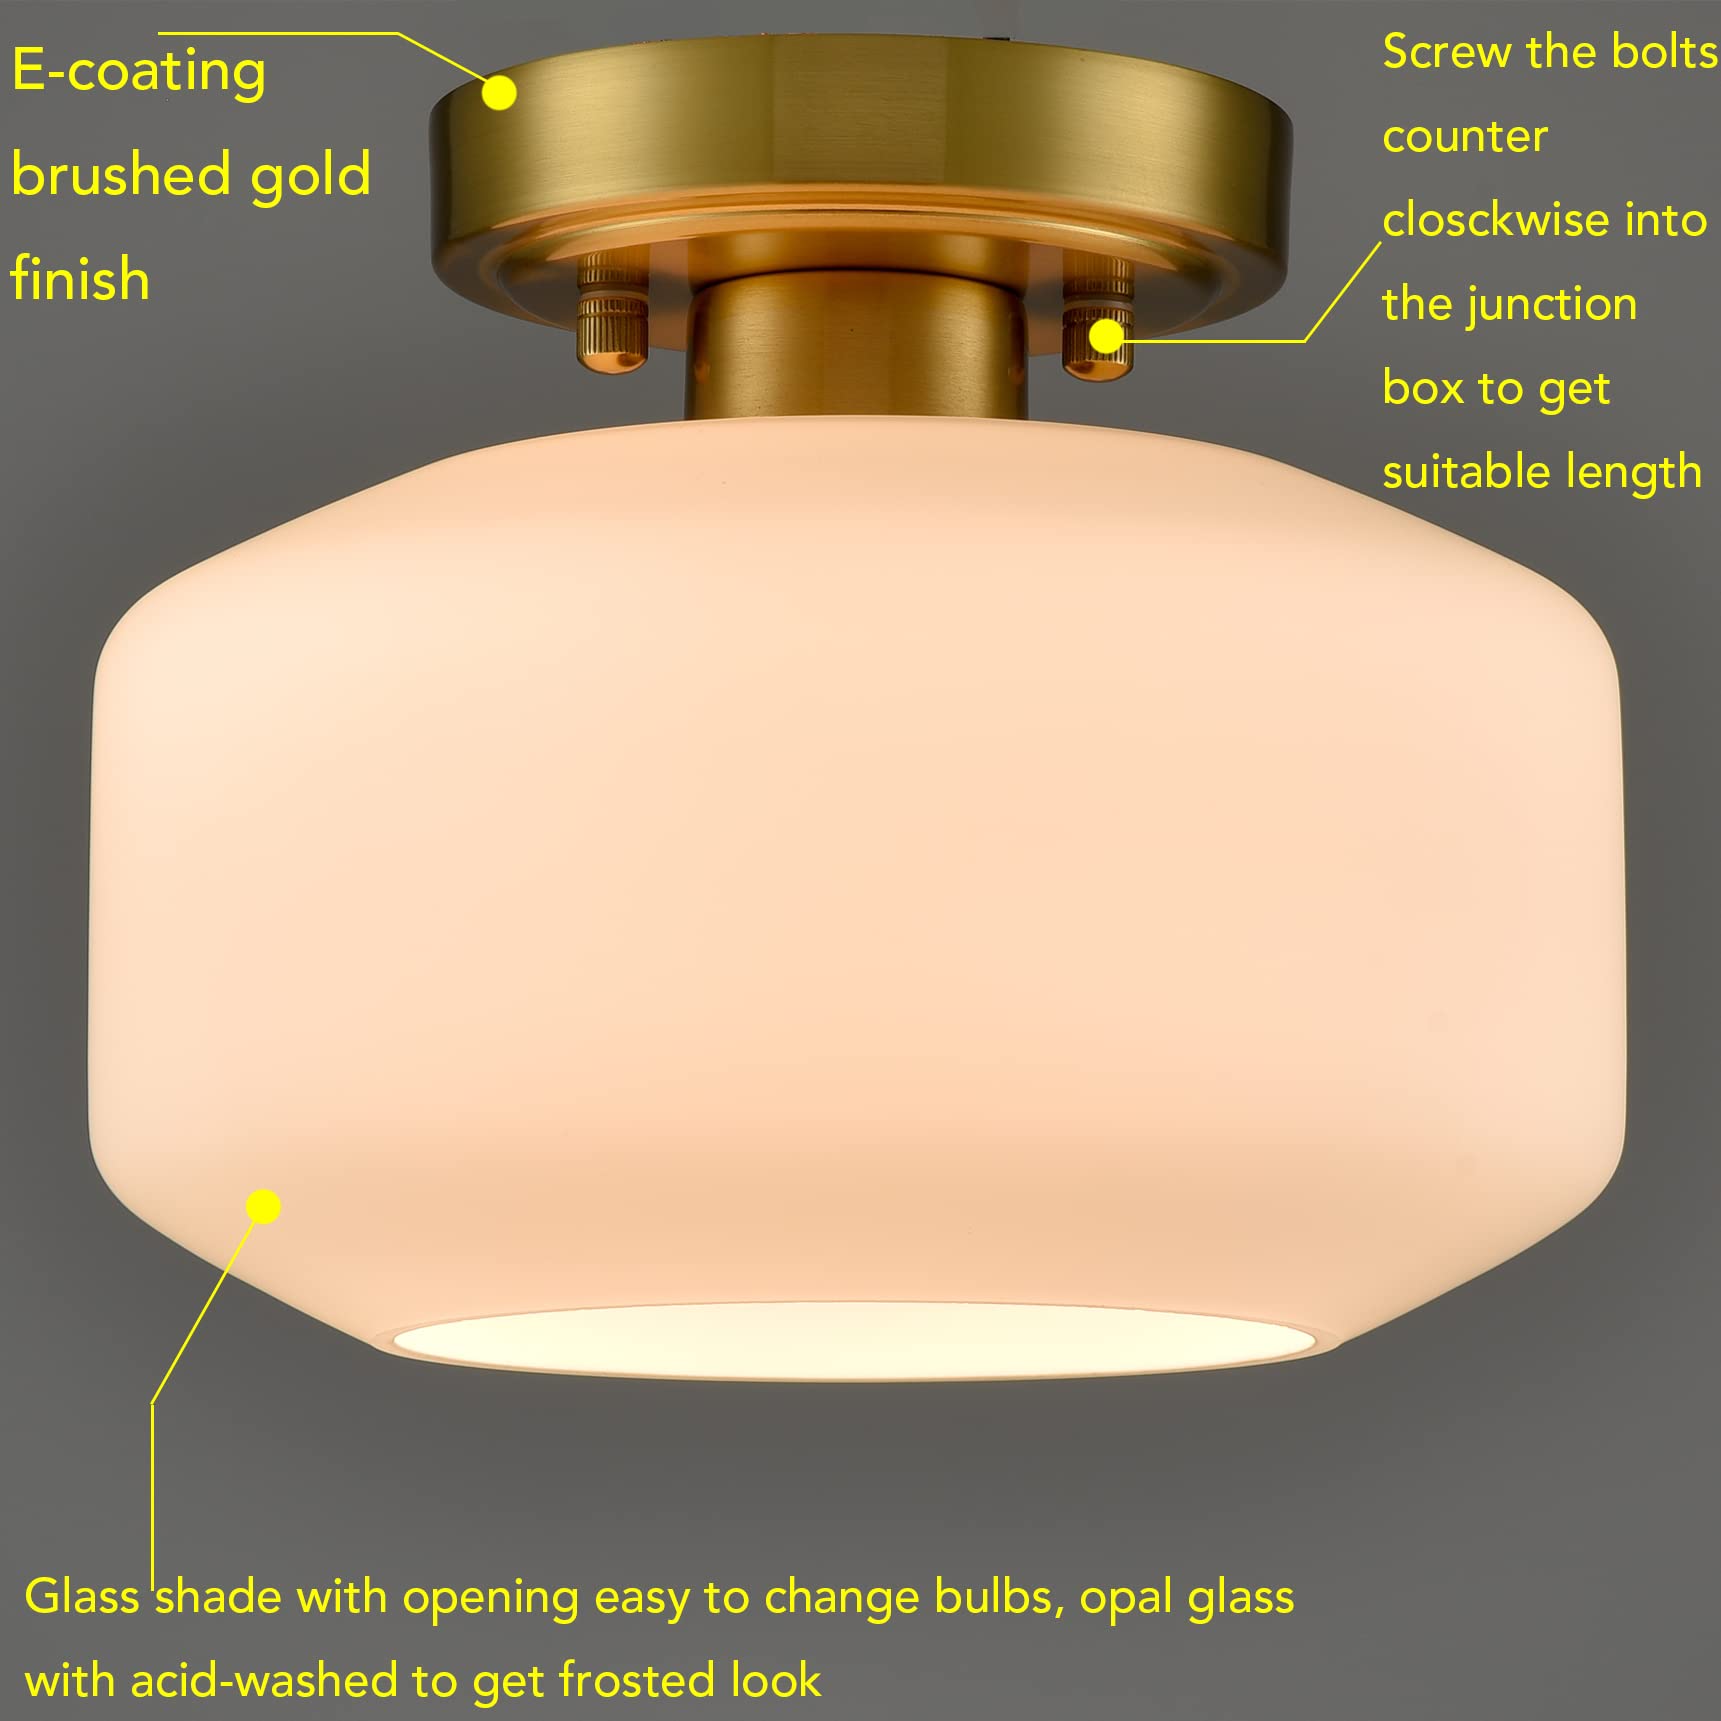 E-coating
brushed gold
finish
Screw the bolts
counter
closckwise into
the junction
box to get
suitable length
Glass shade with opening easy to change bulbs, opal glass
with acid-washed to get frosted look